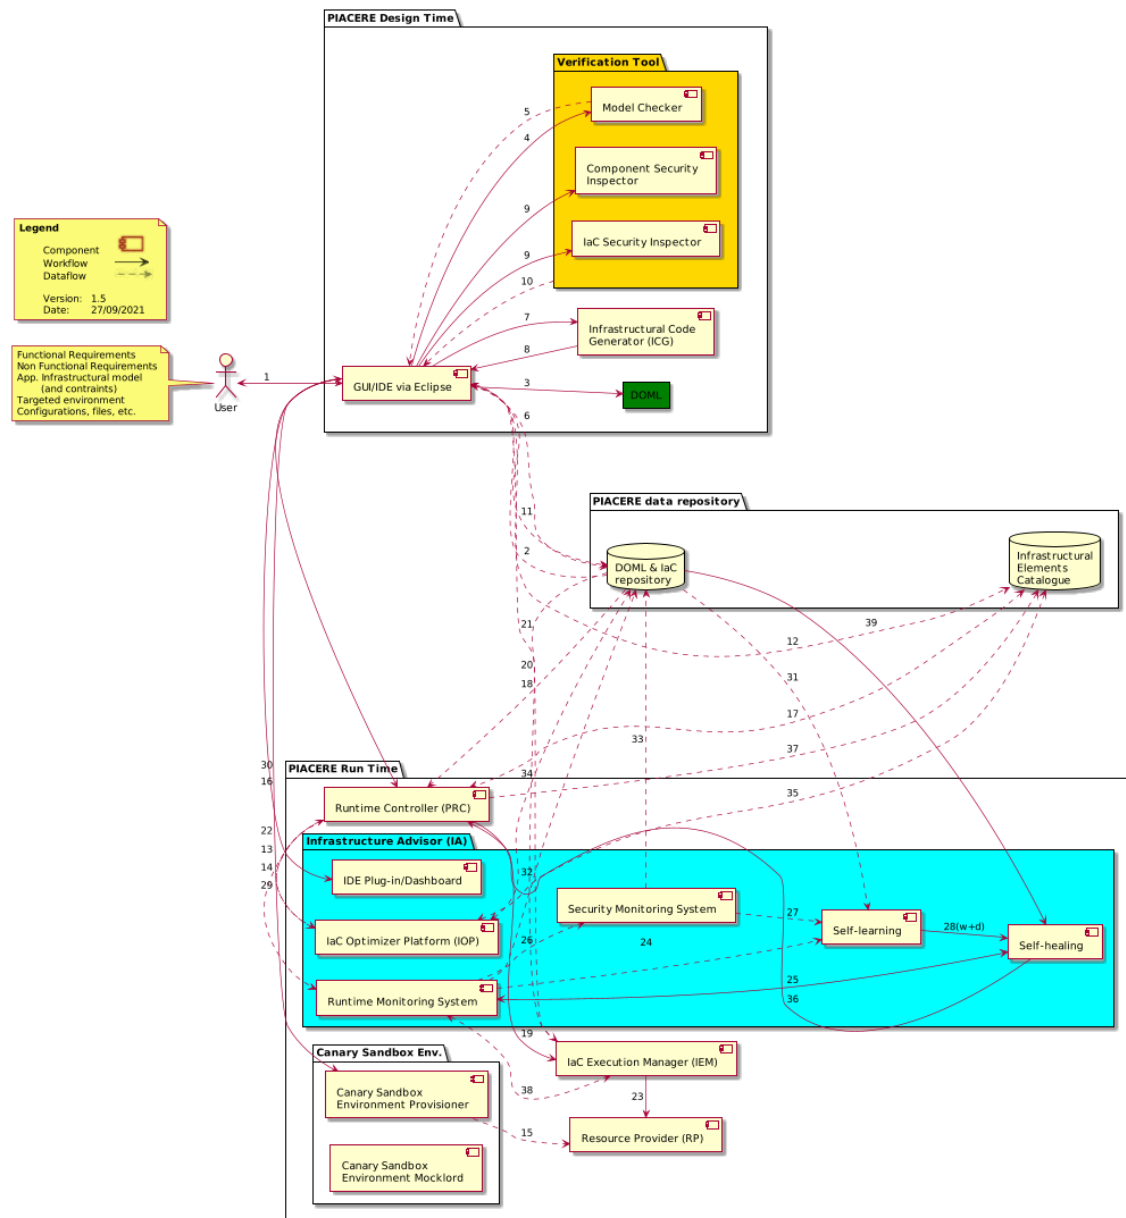 PIACERE Design Time
Verification Tool
Model Checker
5
4
Component Security
Inspector
9
IaC Security Inspector
9
10
Legend
Component
Workflow
Dataflow
Version: 1.5
Date: 27/09/2021
7
Infrastructural Code
Generator (ICG)
8
Functional Requirements
Non Functional Requirements
App. Infrastructural model
(and contraints)
Targeted environment
Configurations, files, etc.
User
1
GUI/IDE via Eclipse
3
DOML
6
PIACERE data repository
11
2
DOML & IaC
repository
Infrastructural
Elements
Catalogue
21
39
12
20
18
31
17
33
37
34
35
30
16
PIACERE Run Time
Runtime Controller (PRC)
22
13
14
29
Infrastructure Advisor (IA)
IDE Plug-in/Dashboard
32
Security Monitoring System
27
Self-learning
28(w+d)
Self-healing
IaC Optimizer Platform (IOP)
26
24
Runtime Monitoring System
25
36
19
Canary Sandbox Env.
IaC Execution Manager (IEM)
Canary Sandbox
Environment Provisioner
38
23
15
Resource Provider (RP)
Canary Sandbox
Environment Mocklord